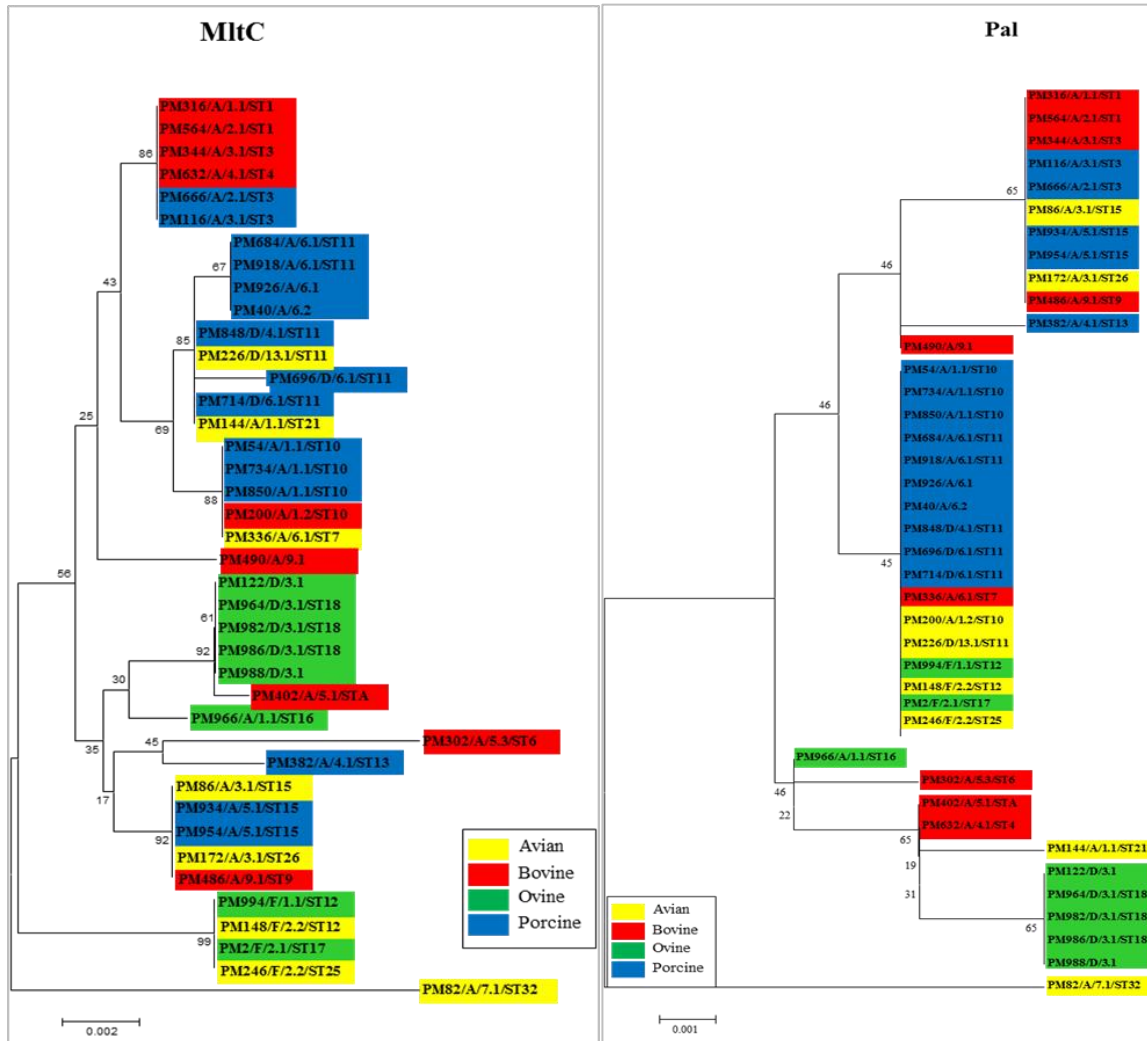 MltC
PM316/A/1.1/ST1
PM564/A/2.1/ST1
PM344/A/3.1/ST3
PM632/A/4.1/ST4
PM666/A/2.1/ST3
PM116/A/3.1/ST3
86
PM684/A/6.1/ST11
PM918/A/6.1/ST11
PM926/A/6.1
PM40/A/6.2
67
43
PM848/D/4.1/ST11
PM226/D/13.1/ST11
PM696/D/6.1/ST11
PM714/D/6.1/ST11
PM144/A/1.1/ST21
85
25
69
PM54/A/1.1/ST10
PM734/A/1.1/ST10
PM850/A/1.1/ST10
PM200/A/1.2/ST10
PM336/A/6.1/ST7
88
PM490/A/9.1
56
PM122/D/3.1
PM964/D/3.1/ST18
PM982/D/3.1/ST18
PM986/D/3.1/ST18
PM988/D/3.1
61
92
PM402/A/5.1/STA
30
PM966/A/1.1/ST16
35
45
PM302/A/5.3/ST6
PM382/A/4.1/ST13
17
PM86/A/3.1/ST15
PM934/A/5.1/ST15
PM954/A/5.1/ST15
PM172/A/3.1/ST26
PM486/A/9.1/ST9
92
PM994/F/1.1/ST12
PM148/F/2.2/ST12
PM2/F/2.1/ST17
PM246/F/2.2/ST25
99
PM82/A/7.1/ST32
Avian
Bovine
Ovine
Porcine
0.002
Pal
PM316/A/1.1/ST1
PM564/A/2.1/ST1
PM344/A/3.1/ST3
PM116/A/3.1/ST3
PM666/A/2.1/ST3
PM86/A/3.1/ST15
PM934/A/5.1/ST15
PM954/A/5.1/ST15
PM172/A/3.1/ST26
PM486/A/9.1/ST9
65
46
PM382/A/4.1/ST13
PM490/A/9.1
46
PM54/A/1.1/ST10
PM734/A/1.1/ST10
PM850/A/1.1/ST10
PM684/A/6.1/ST11
PM918/A/6.1/ST11
PM926/A/6.1
PM40/A/6.2
PM848/D/4.1/ST11
PM696/D/6.1/ST11
PM714/D/6.1/ST11
45
PM336/A/6.1/ST7
PM200/A/1.2/ST10
PM226/D/13.1/ST11
PM994/F/1.1/ST12
PM148/F/2.2/ST12
PM2/F/2.1/ST17
PM246/F/2.2/ST25
PM966/A/1.1/ST16
46
PM302/A/5.3/ST6
22
PM402/A/5.1/STA
PM632/A/4.1/ST4
65
PM144/A/1.1/ST21
19
PM122/D/3.1
PM964/D/3.1/ST18
PM982/D/3.1/ST18
PM986/D/3.1/ST18
PM988/D/3.1
31
65
PM82/A/7.1/ST32
Avian
Bovine
Ovine
Porcine
0.001